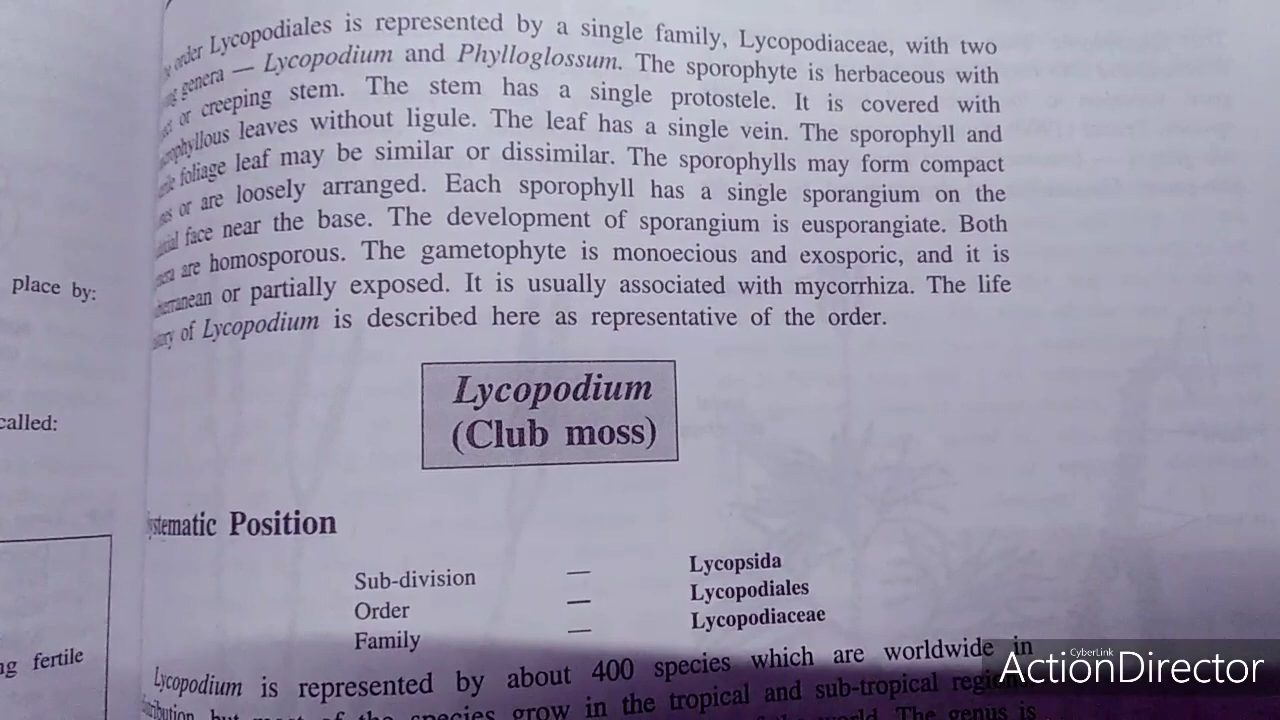 order Lycopodiales is represented by a single family, Lycopodiaceae, with two
genera — Lycopodium and Phylloglossum. The sporophyte is herbaceous with
or creeping stem. The stem has a single protostele. It is covered with
leaves without ligule. The leaf has a single vein. The sporophyll and
foliage leaf may be similar or dissimilar. The sporophylls may form compact
or are loosely arranged. Each sporophyll has a single sporangium on the
face near the base. The development of sporangium is eusporangiate. Both
are homosporous. The gametophyte is monoecious and exosporic, and it is
or partially exposed. It is usually associated with mycorrhiza. The life
of Lycopodium is described here as representative of the order.
place by:
called:
ng fertile
Lycopodium
(Club moss)
stematic Position
Sub-division — Lycopsida
Order — Lycopodiales
Family — Lycopodiaceae
Lycopodium is represented by about 400 species which are worldwide in
species grow in the tropical and sub-tropical
The genus is
CyberLink
ActionDirector